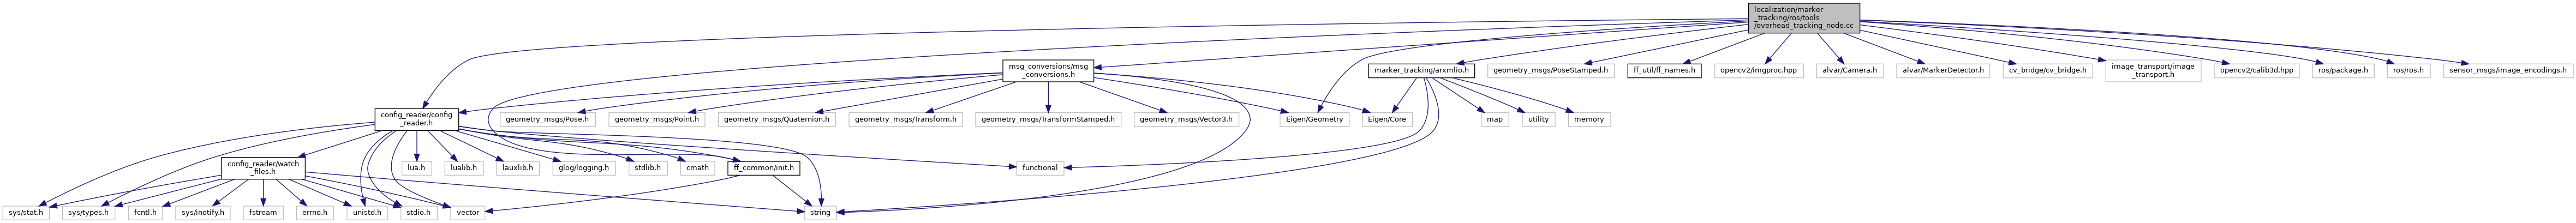 localization/marker
_tracking/ros/tools
/overhead_tracking_node.cc
msg_conversions/msg
_conversions.h
marker_tracking/arxmlio.h
geometry_msgs/PoseStamped.h
ff_util/ff_names.h
opencv2/imgproc.hpp
alvar/Camera.h
alvar/MarkerDetector.h
cv_bridge/cv_bridge.h
image_transport/image
_transport.h
opencv2/calib3d.hpp
ros/package.h
ros/ros.h
sensor_msgs/image_encodings.h
config_reader/config
_reader.h
geometry_msgs/Pose.h
geometry_msgs/Point.h
geometry_msgs/Quaternion.h
geometry_msgs/Transform.h
geometry_msgs/TransformStamped.h
geometry_msgs/Vector3.h
Eigen/Geometry
Eigen/Core
map
utility
memory
config_reader/watch
_files.h
lua.h
lualib.h
lauxlib.h
glog/logging.h
stdlib.h
cmath
ff_common/init.h
functional
sys/stat.h
sys/types.h
fcntl.h
sys/inotify.h
fstream
errno.h
unistd.h
stdio.h
vector
string